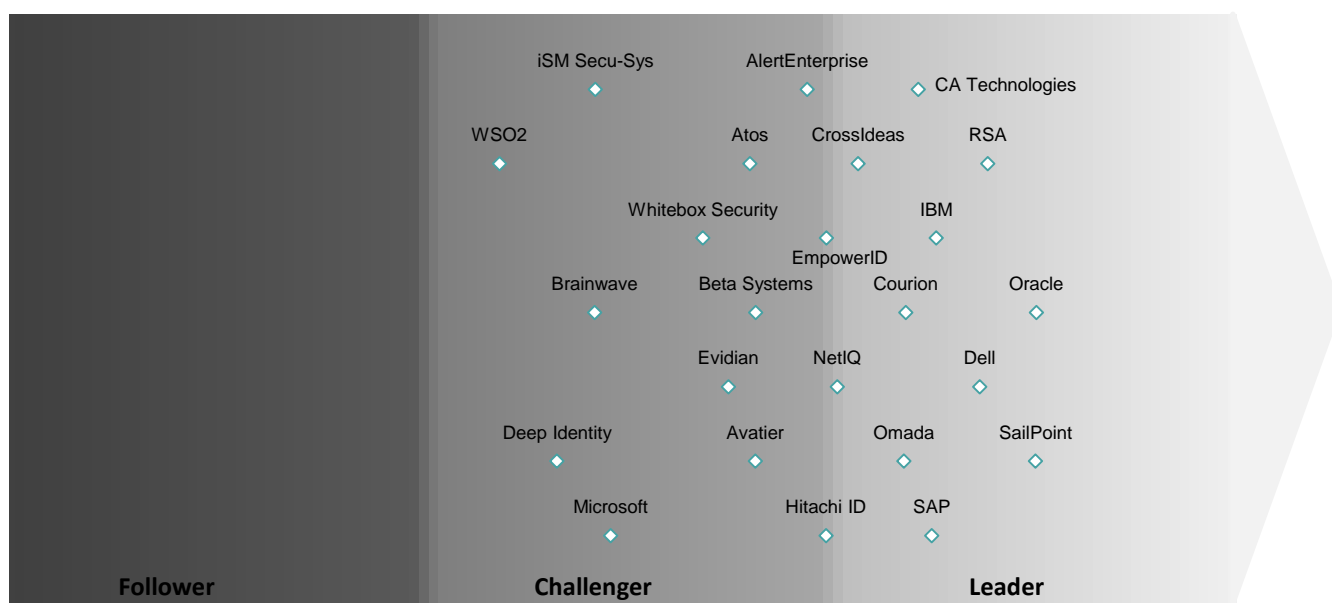 iSM Secu-Sys
AlertEnterprise
CA Technologies
WSO2
Atos
CrossIdeas
RSA
Whitebox Security
IBM
EmpowerID
Brainwave
Beta Systems
Courion
Oracle
Evidian
NetIQ
Dell
Deep Identity
Avatier
Omada
SailPoint
Microsoft
Hitachi ID
SAP
Follower
Challenger
Leader